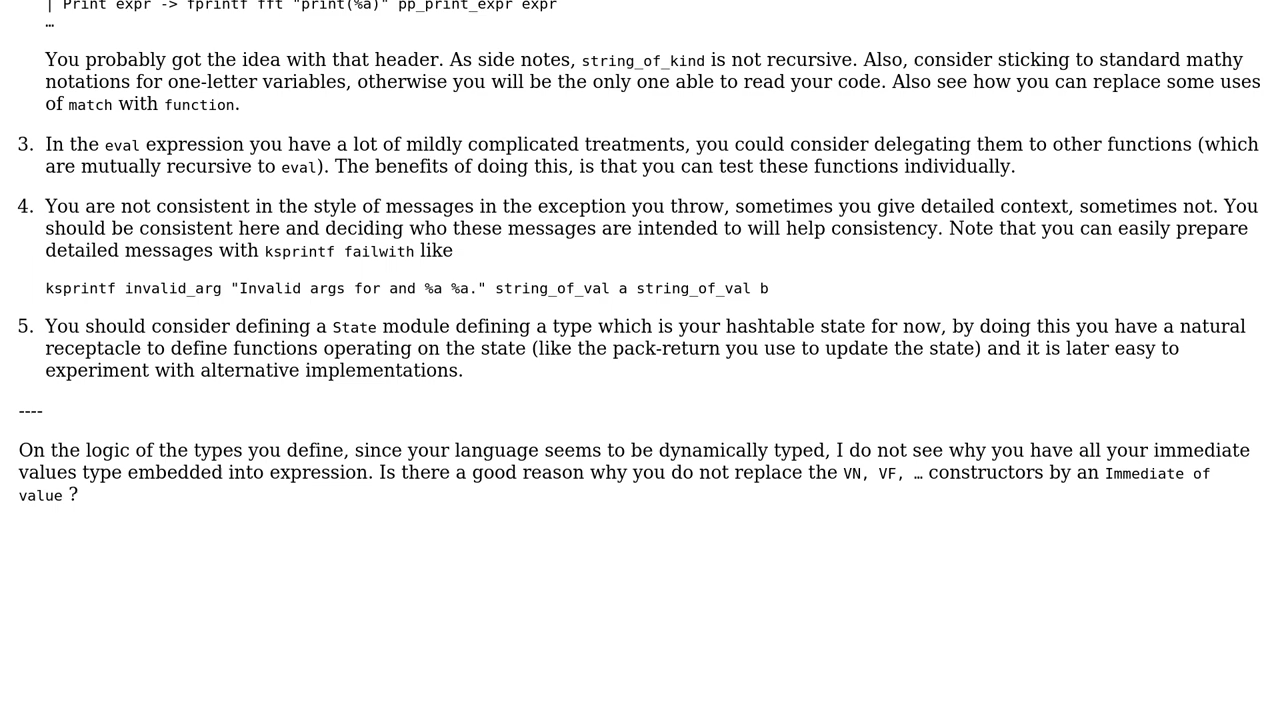 | Print expr -> fprintf fft "print(%a)" pp_print_expr expr
…
You probably got the idea with that header. As side notes, string_of_kind is not recursive. Also, consider sticking to standard mathy
notations for one-letter variables, otherwise you will be the only one able to read your code. Also see how you can replace some uses
of match with function.
3. In the eval expression you have a lot of mildly complicated treatments, you could consider delegating them to other functions (which
are mutually recursive to eval). The benefits of doing this, is that you can test these functions individually.
4. You are not consistent in the style of messages in the exception you throw, sometimes you give detailed context, sometimes not. You
should be consistent here and deciding who these messages are intended to will help consistency. Note that you can easily prepare
detailed messages with ksprintf failwith like
ksprintf invalid_arg "Invalid args for and %a %a." string_of_val a string_of_val b
5. You should consider defining a State module defining a type which is your hashtable state for now, by doing this you have a natural
receptacle to define functions operating on the state (like the pack-return you use to update the state) and it is later easy to
experiment with alternative implementations.
----
On the logic of the types you define, since your language seems to be dynamically typed, I do not see why you have all your immediate
values type embedded into expression. Is there a good reason why you do not replace the VN, VF, … constructors by an Immediate of
value ?